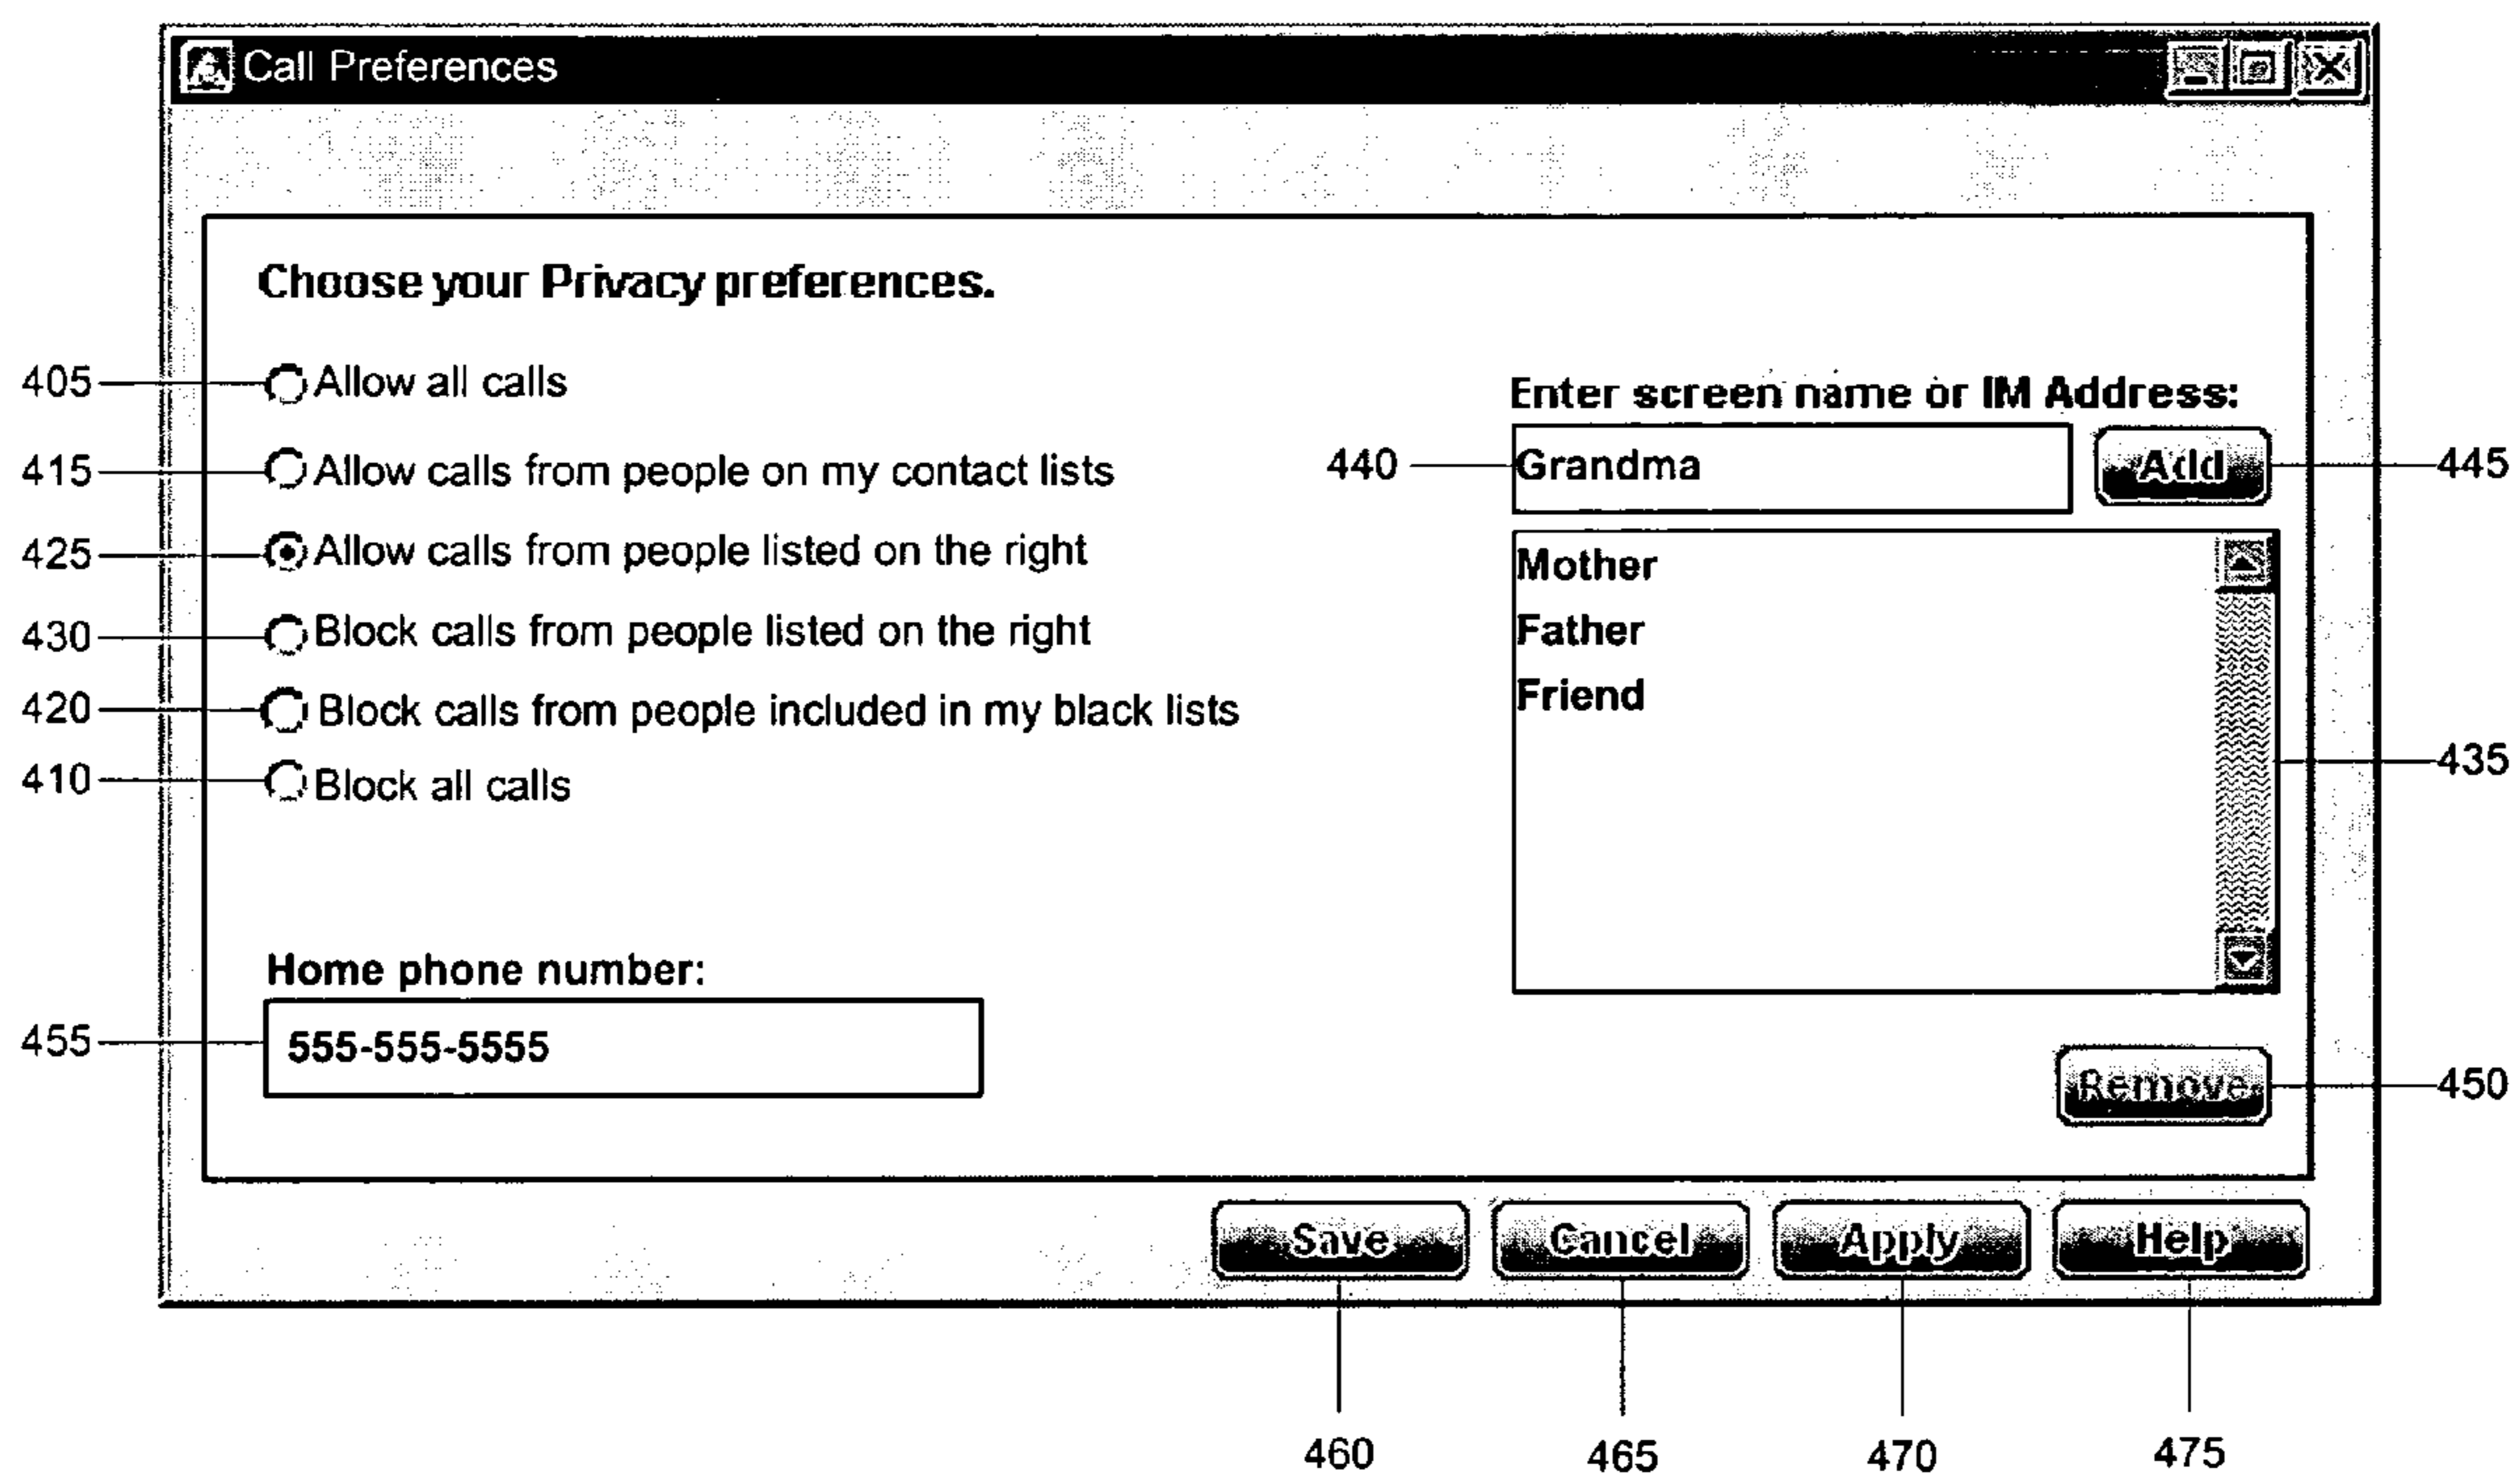 Call Preferences
Choose your Privacy preferences.
405 Allow all calls
415 Allow calls from people on my contact lists
425 Allow calls from people listed on the right
430 Block calls from people listed on the right
420 Block calls from people included in my black lists
410 Block all calls
Home phone number:
455 555-555-5555
Enter screen name or IM Address:
440 Grandma Add 445
Mother
Father
Friend
435
Remove 450
Save Cancel Apply Help
460 465 470 475